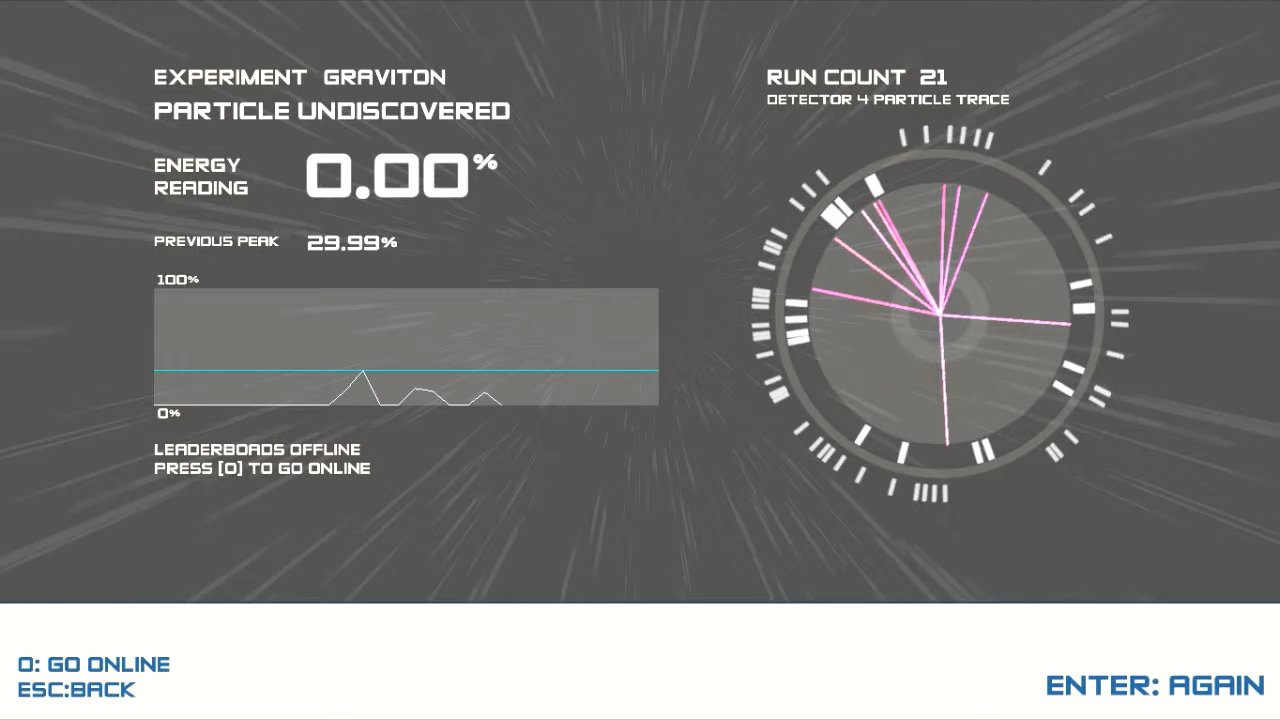 EXPERIMENT GRAVITON
PARTICLE UNDISCOVERED
ENERGY
READING
0.00%
PREVIOUS PEAK 29.99%
100%
0%
LEADERBOADS OFFLINE
PRESS [O] TO GO ONLINE
RUN COUNT 21
DETECTOR 4 PARTICLE TRACE
O: GO ONLINE
ESC:BACK
ENTER: AGAIN